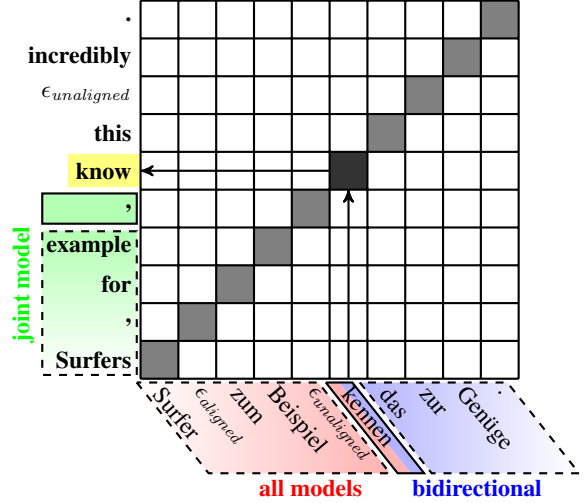 .
incredibly
ϵunaligned
this
know
,
example
for
,
Surfers
joint model
Surfer
ϵaligned
zum
Beispiel
ϵunaligned
kennen
das
zur
Genüge
.
all models
bidirectional